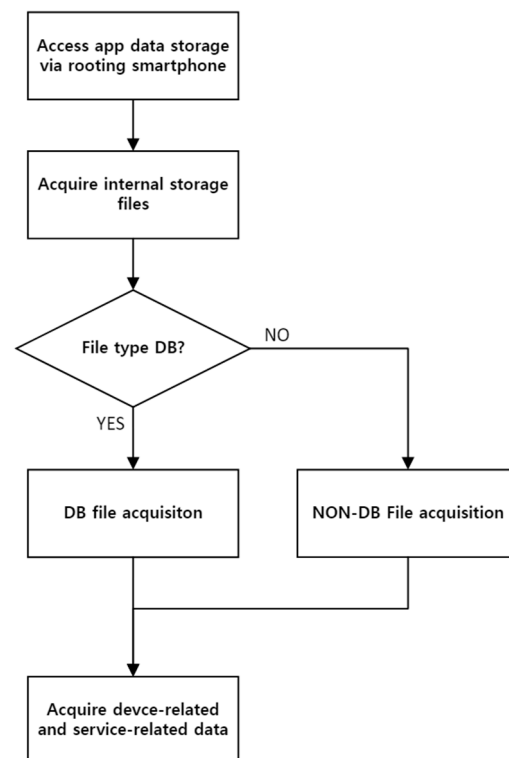 Access app data storage
via rooting smartphone
Acquire internal storage
files
File type DB?
NO
YES
DB file acquisiton
NON-DB File acquisition
Acquire devce-related
and service-related data